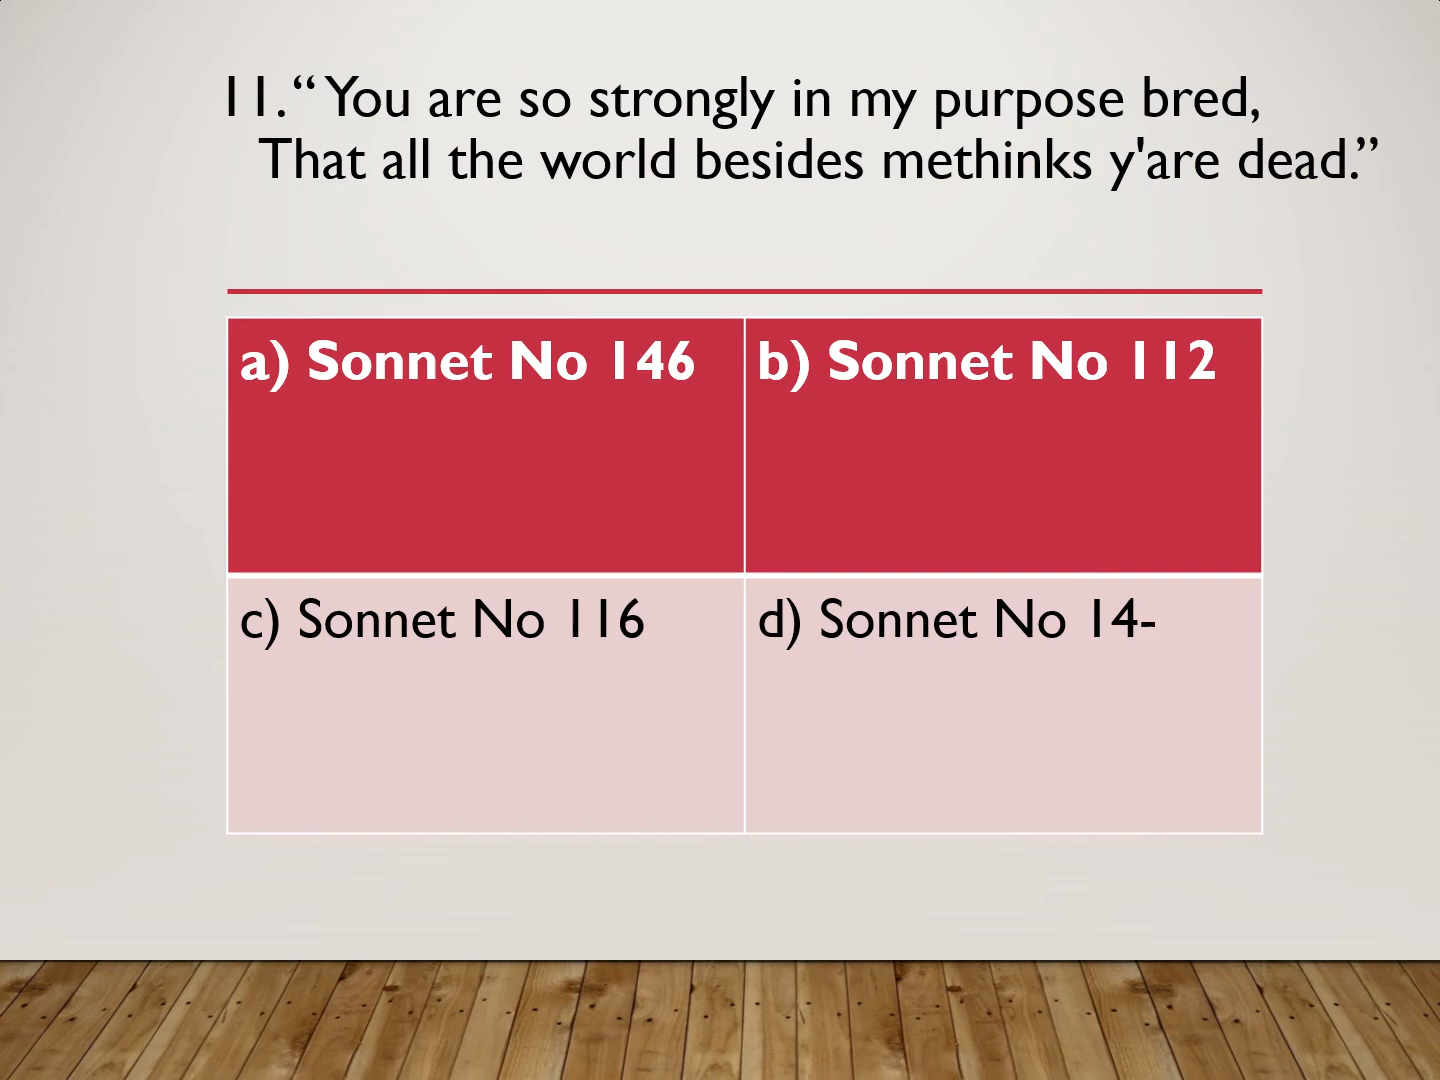 11. “ You are so strongly in my purpose bred,
That all the world besides methinks y'are dead.”
a) Sonnet No 146
b) Sonnet No 112
c) Sonnet No 116
d) Sonnet No 14-